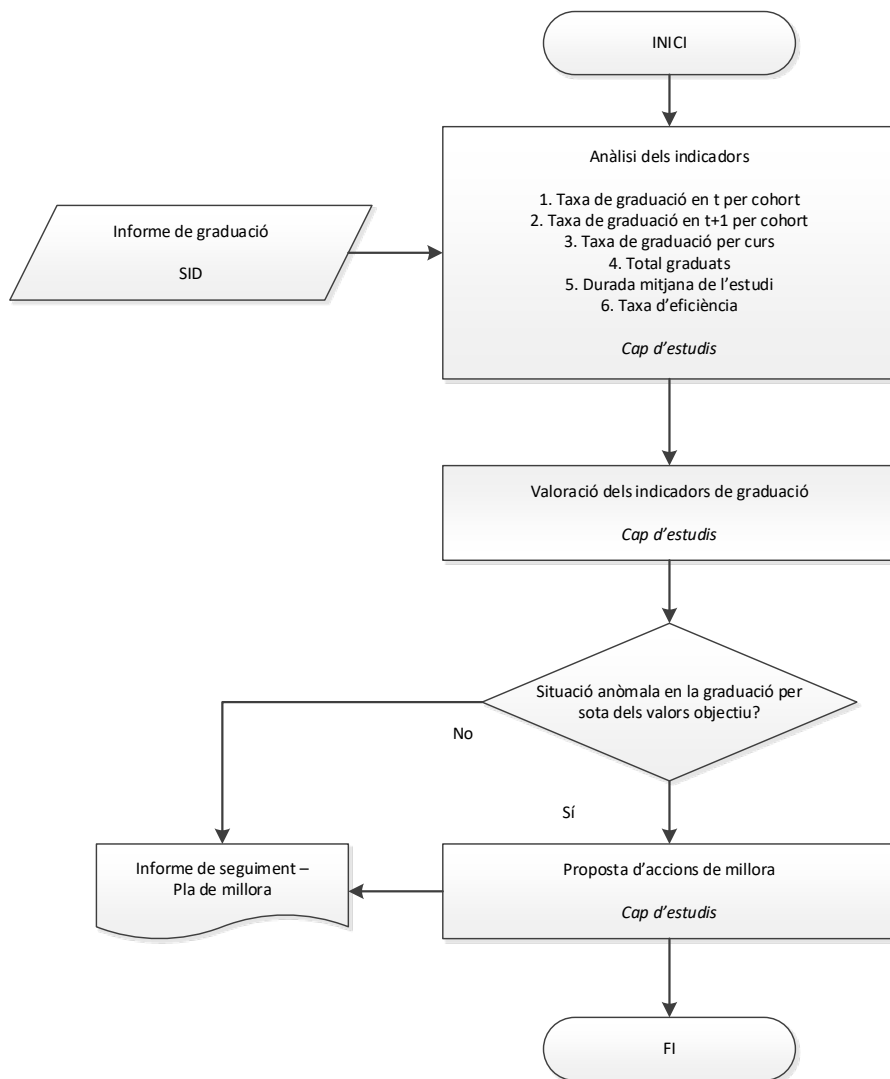 INICI
Anàlisi dels indicadors
1. Taxa de graduació en t per cohort
2. Taxa de graduació en t+1 per cohort
3. Taxa de graduació per curs
4. Total graduats
5. Durada mitjana de l’estudi
6. Taxa d’eficiència
Cap d’estudis
Informe de graduació
SID
Valoració dels indicadors de graduació
Cap d’estudis
Situació anòmala en la graduació per
sota dels valors objectiu?
No
Sí
Informe de seguiment –
Pla de millora
Proposta d’accions de millora
Cap d’estudis
FI